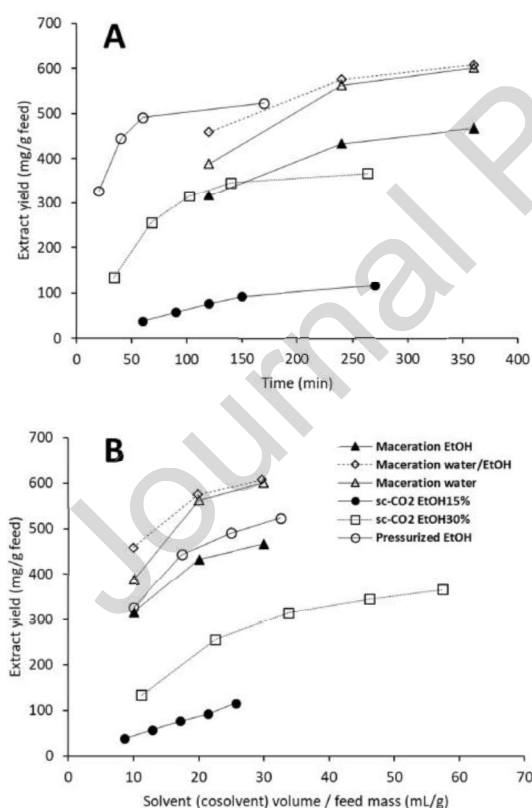 A
700
600
500
400
300
200
100
0
Extract yield (mg/g feed)
0 50 100 150 200 250 300 350 400
Time (min)
B
700
600
500
400
300
200
100
0
Extract yield (mg/g feed)
Maceration EtOH
Maceration water/EtOH
Maceration water
sc-CO2 EtOH15%
sc-CO2 EtOH30%
Pressurized EtOH
0 10 20 30 40 50 60 70
Solvent (cosolvent) volume / feed mass (mL/g)
Journal P